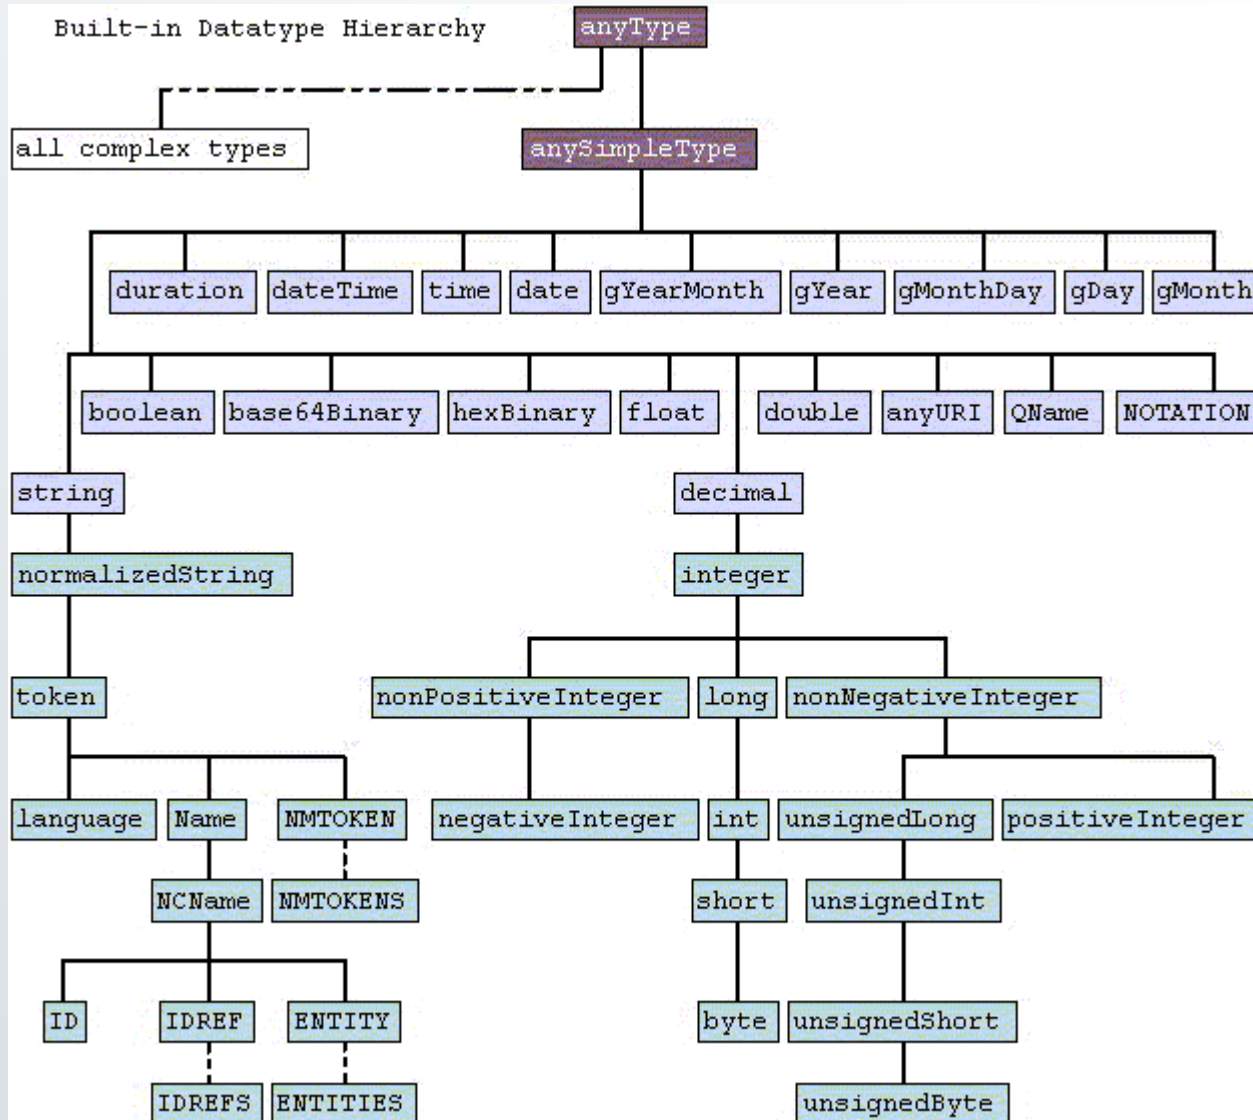 Built-in Datatype Hierarchy anyType
all complex types anySimpleType
duration dateTime time date gYearMonth gYear gMonthDay gDay gMonth
boolean base64Binary hexBinary float double anyURI QName NOTATION
string decimal
normalizedString integer
token nonPositiveInteger long nonNegativeInteger
language Name NMTOKEN negativeInteger int unsignedLong positiveInteger
NCName NMTOKENS short unsignedInt
ID IDREF ENTITY byte unsignedShort
IDREFS ENTITIES unsignedByte